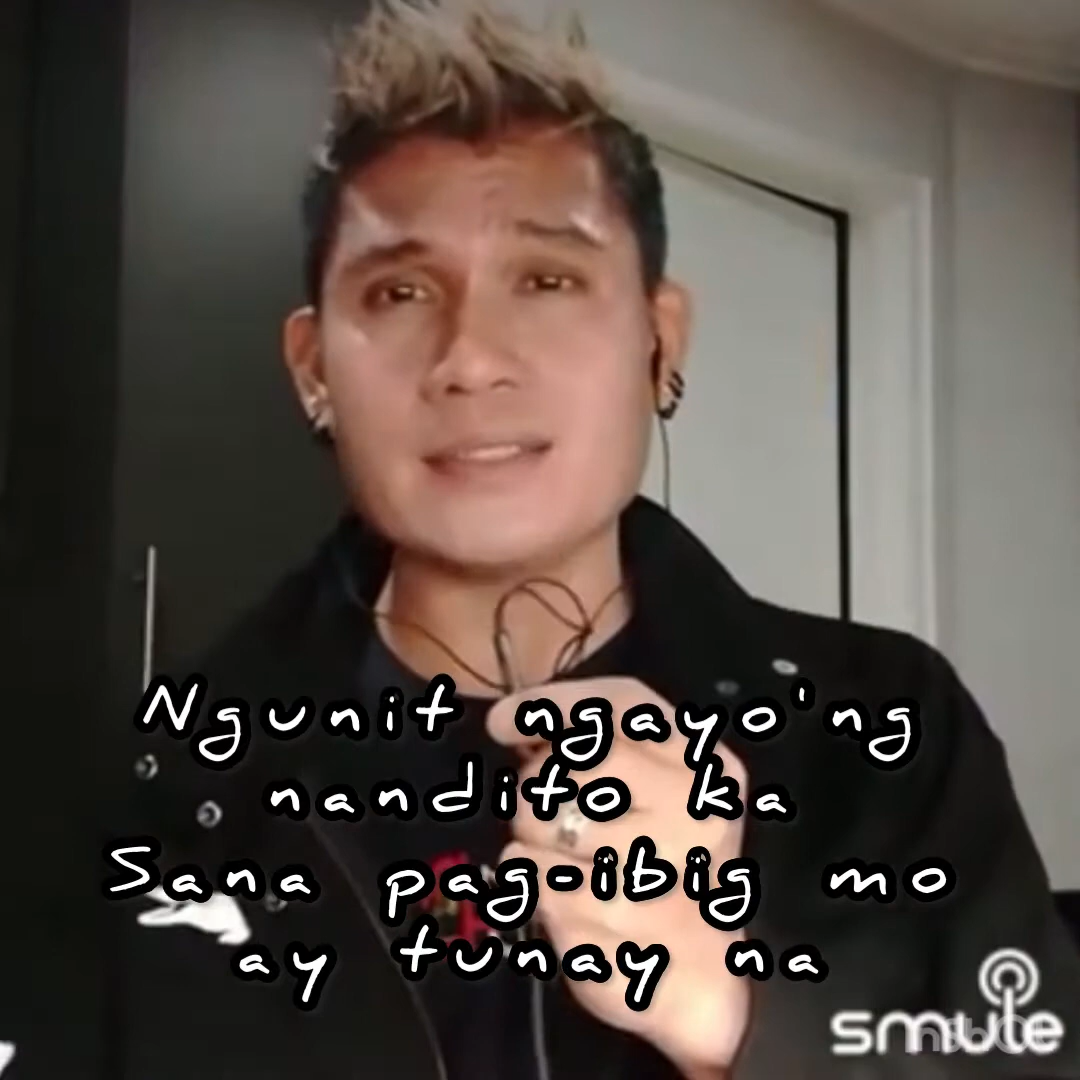 Ngunit ngayo'ng
nandito ka
Sana pag-ibig mo
ay tunay na
smule